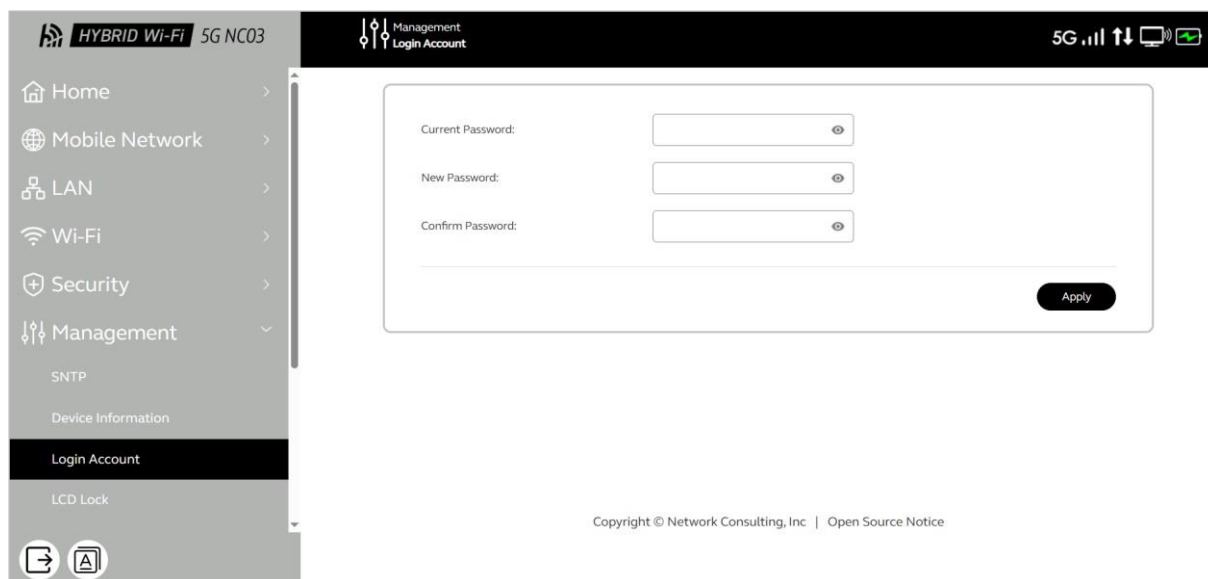 HYBRID Wi-Fi 5G NC03
Management
Login Account
5G
Home
Mobile Network
LAN
Wi-Fi
Security
Management
SNTP
Device Information
Login Account
LCD Lock
A
Current Password:
New Password:
Confirm Password:
Apply
Copyright © Network Consulting, Inc | Open Source Notice